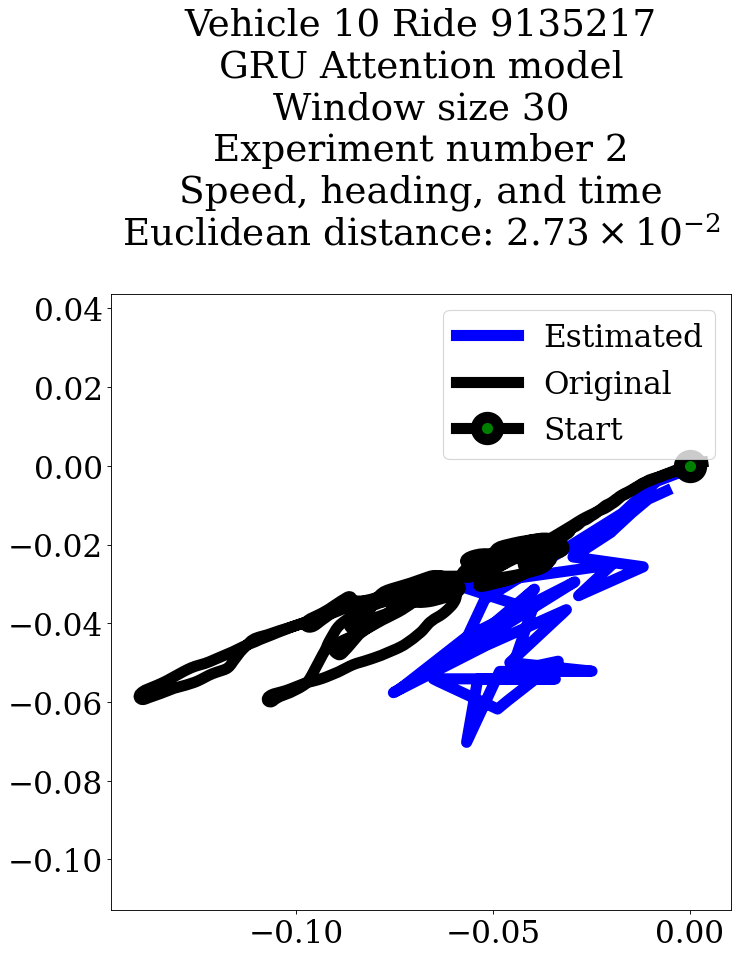 Vehicle 10 Ride 9135217
GRU Attention model
Window size 30
Experiment number 2
Speed, heading, and time
Euclidean distance: 2.73 × 10⁻²
Estimated
Original
Start
0.04
0.02
0.00
−0.02
−0.04
−0.06
−0.08
−0.10
−0.10 −0.05 0.00